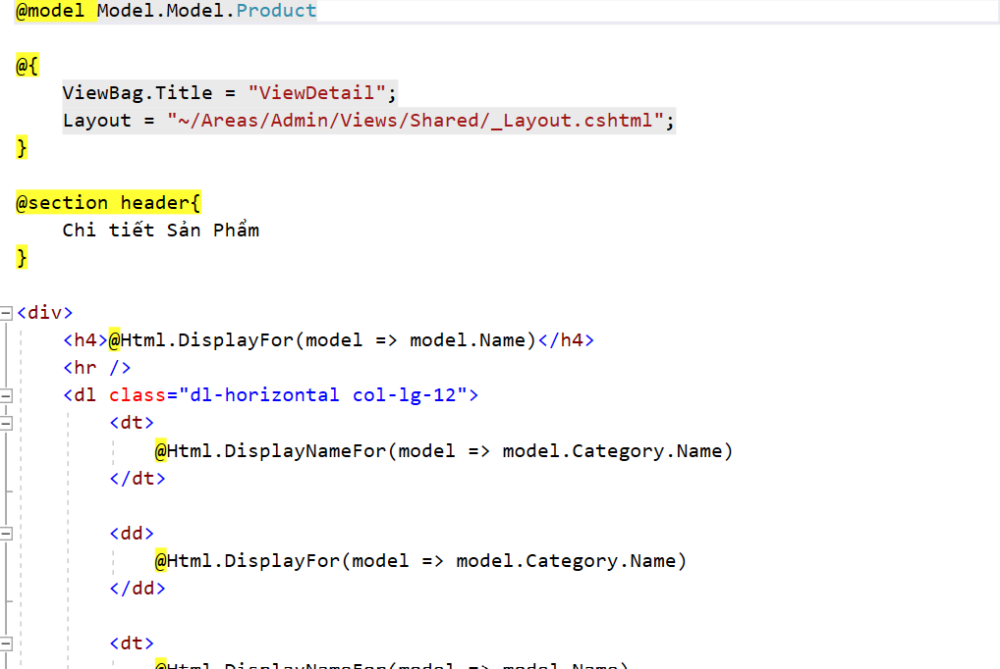 @model Model.Model.Product
@{
ViewBag.Title = "ViewDetail";
Layout = "~/Areas/Admin/Views/Shared/_Layout.cshtml";
}
@section header{
Chi tiết Sản Phẩm
}
<div>
<h4>@Html.DisplayFor(model => model.Name)</h4>
<hr />
<dl class="dl-horizontal col-lg-12">
<dt>
@Html.DisplayNameFor(model => model.Category.Name)
</dt>
<dd>
@Html.DisplayFor(model => model.Category.Name)
</dd>
<dt>
@Html.DisplayNameFor(model => model.Name)